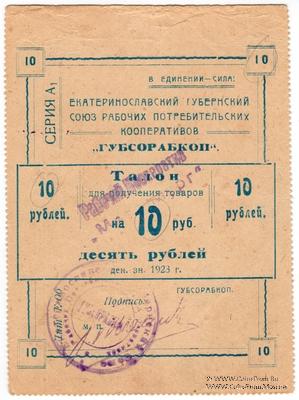 10
10
СЕРИЯ А1
В ЕДИНЕНИИ-СИЛА:
ЕКАТЕРИНОСЛАВСКИЙ ГУБЕРНСКИЙ
СОЮЗ РАБОЧИХ ПОТРЕБИТЕЛЬСКИХ
КООПЕРАТИВОВ
„ГУБСОРАБКОП“.
Талон
для получения товаров
10
рублей.
на 10 руб.
10
рублей.
десять рублей
ден. зн. 1923 г.
ГУБСОРАБКОП.
Подпись
М. П.
10
10